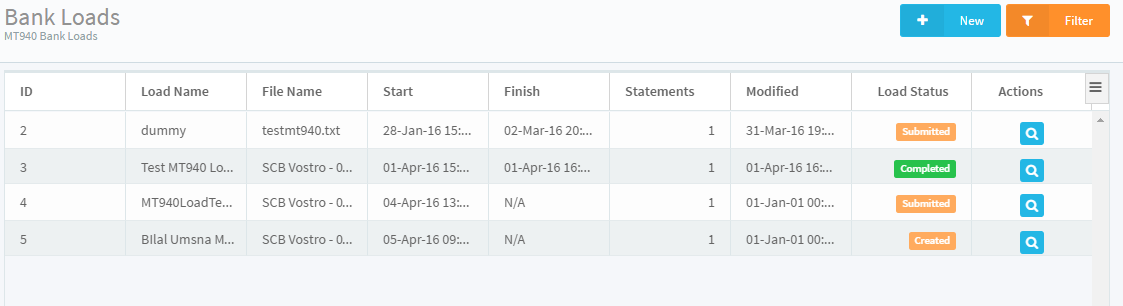 Bank Loads
MT940 Bank Loads
New
Filter
ID Load Name File Name Start Finish Statements Modified Load Status Actions
2 dummy testmt940.txt 28-Jan-16 15:... 02-Mar-16 20:... 1 31-Mar-16 19:... Submitted
3 Test MT940 Lo... SCB Vostro - 0... 01-Apr-16 15:... 01-Apr-16 16:... 1 01-Apr-16 16:... Completed
4 MT940LoadTe... SCB Vostro - 0... 04-Apr-16 13:... N/A 1 01-Jan-01 00:... Submitted
5 BIlal Umsna M... SCB Vostro - 0... 05-Apr-16 09:... N/A 1 01-Jan-01 00:... Created